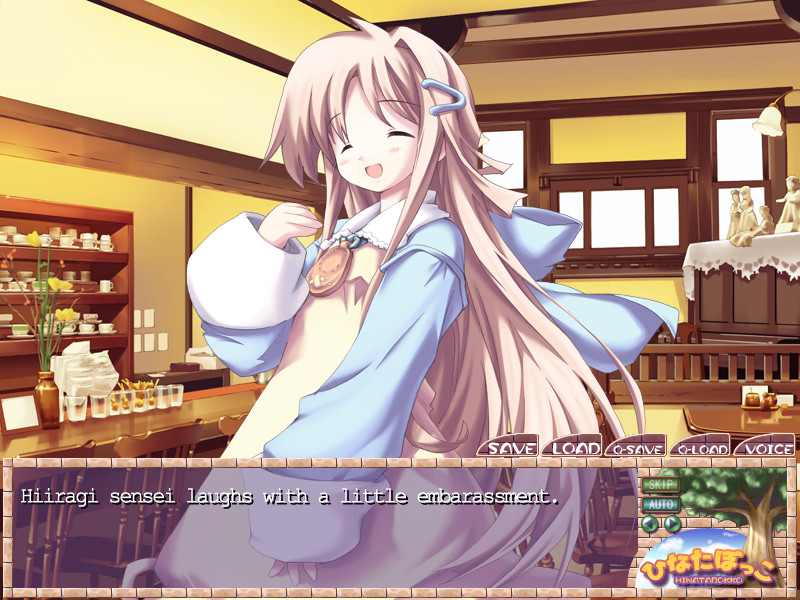 SAVE LOAD Q-SAVE Q-LOAD VOICE
Hiiragi sensei laughs with a little embarassment.
SKIP
AUTO
ひなたぼっこ
HINATABOKKO